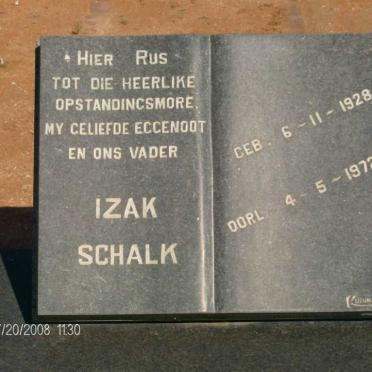 HIER RUS
TOT DIE HEERLIKE
OPSTANDINGSMORE,
MY GELIEFDE EGGENOOT
EN ONS VADER
IZAK
SCHALK
GEB. 6-11-1928
OORL 4-5-1972
/20/2008 11:30